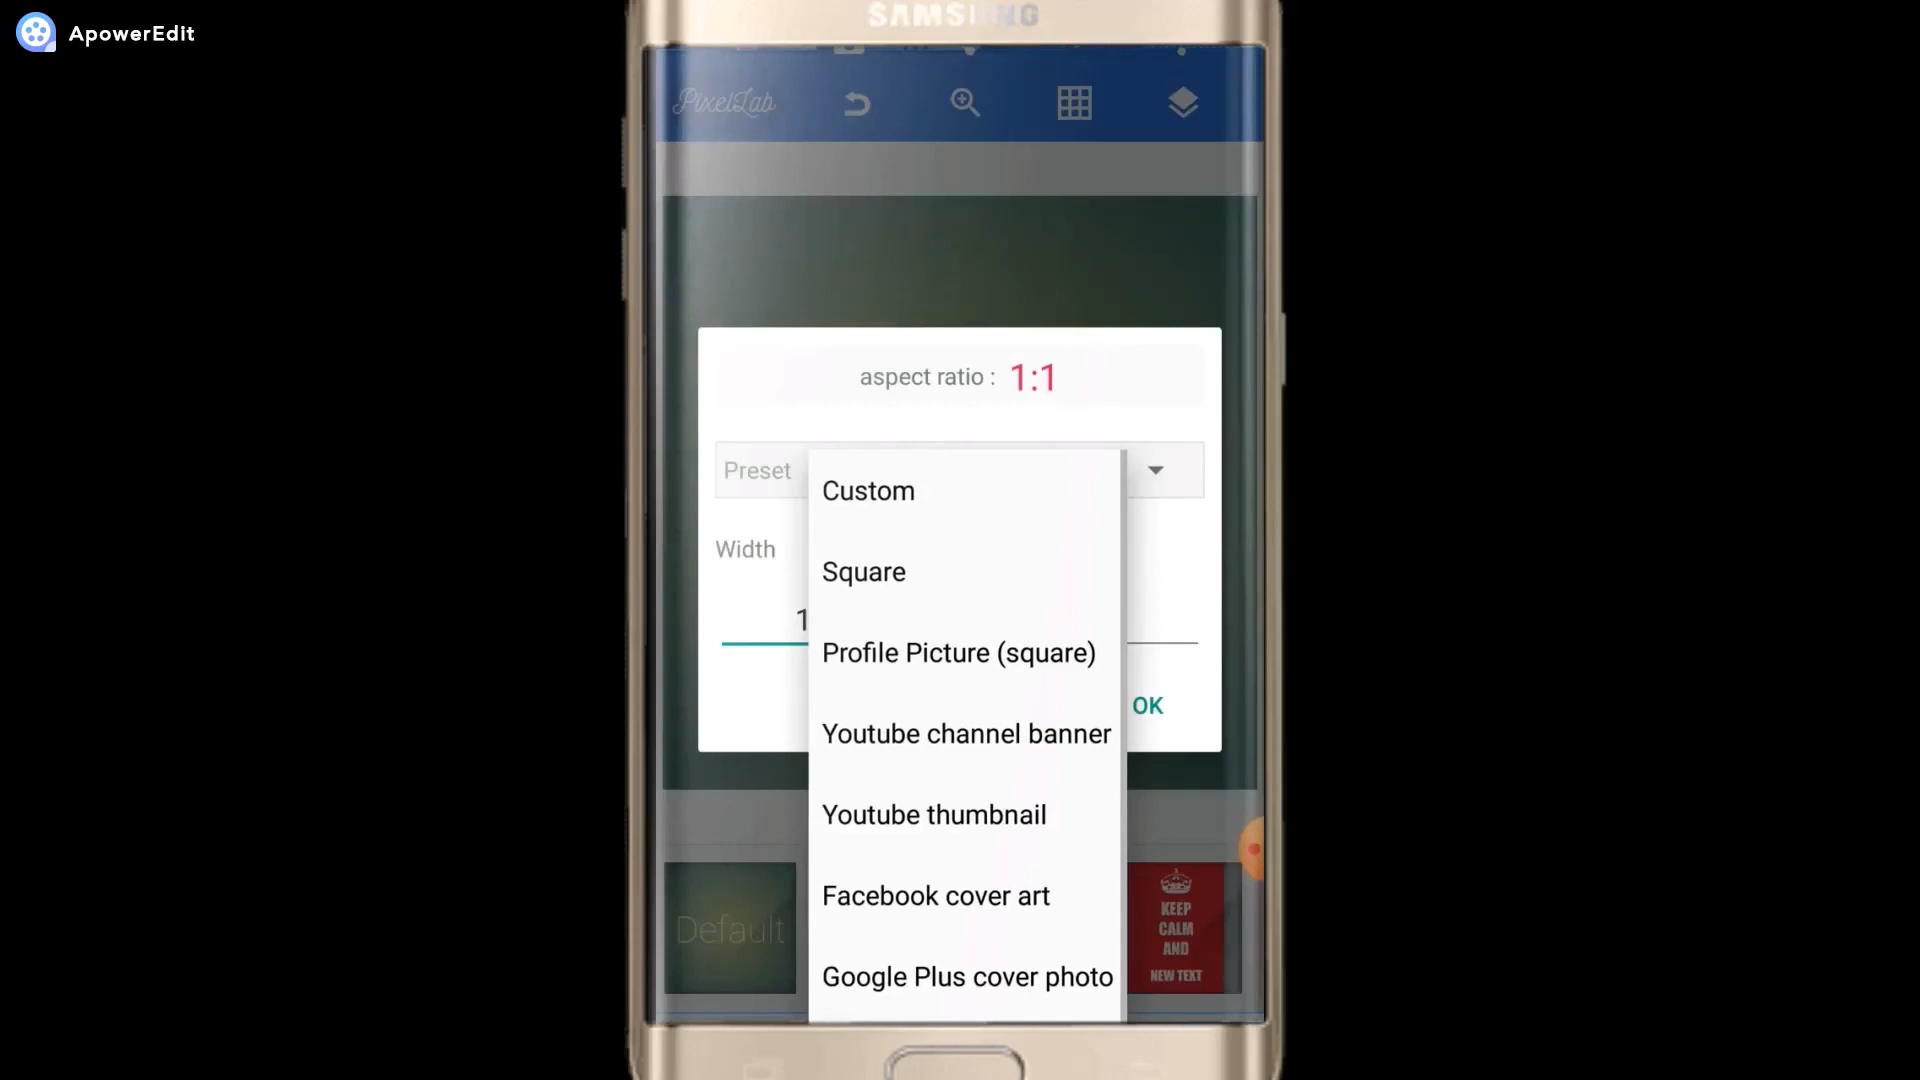 ApowerEdit
SAMSUNG
PixelLab
aspect ratio : 1:1
Preset
Custom
Width
Square
1
Profile Picture (square)
OK
Youtube channel banner
Youtube thumbnail
Facebook cover art
Default
KEEP
CALM
AND
NEW TEXT
Google Plus cover photo